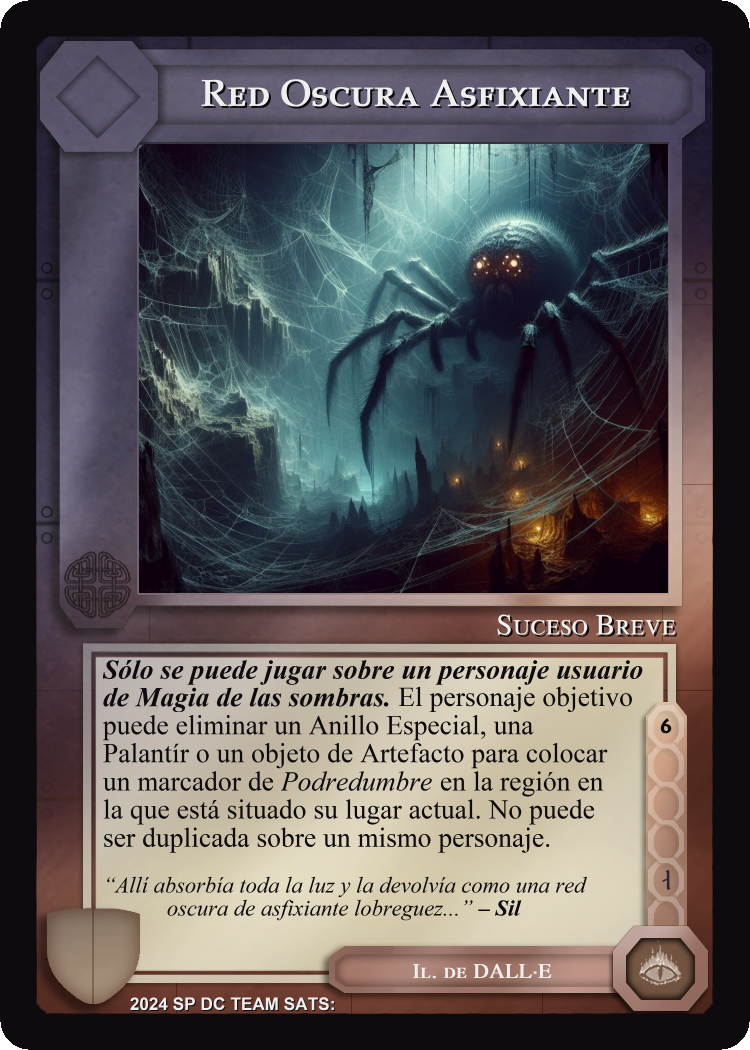 Red Oscura Asfixiante
Suceso Breve
Sólo se puede jugar sobre un personaje usuario
de Magia de las sombras. El personaje objetivo
puede eliminar un Anillo Especial, una
Palantír o un objeto de Artefacto para colocar
un marcador de Podredumbre en la región en
la que está situado su lugar actual. No puede
ser duplicada sobre un mismo personaje.
6
“Allí absorbía toda la luz y la devolvía como una red
oscura de asfixiante lobreguez...” – Sil
Il. de DALL·E
2024 SP DC TEAM SATS: